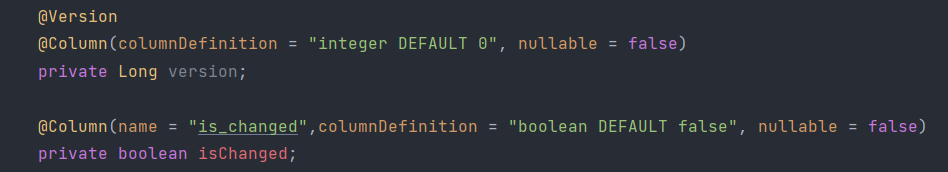 @Version
@Column(columnDefinition = "integer DEFAULT 0", nullable = false)
private Long version;
@Column(name = "is_changed",columnDefinition = "boolean DEFAULT false", nullable = false)
private boolean isChanged;